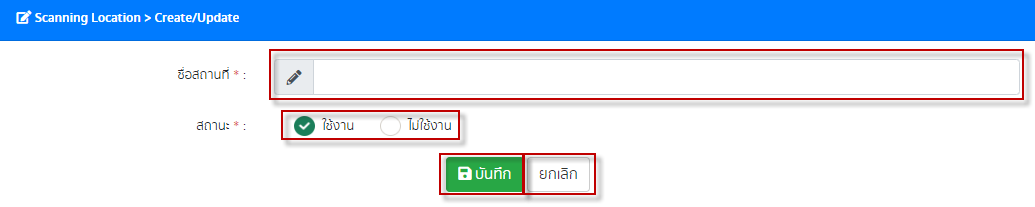 Scanning Location > Create/Update
ชื่อสถานที่ * :
สถานะ * : ใช้งาน ไม่ใช้งาน
บันทึก ยกเลิก